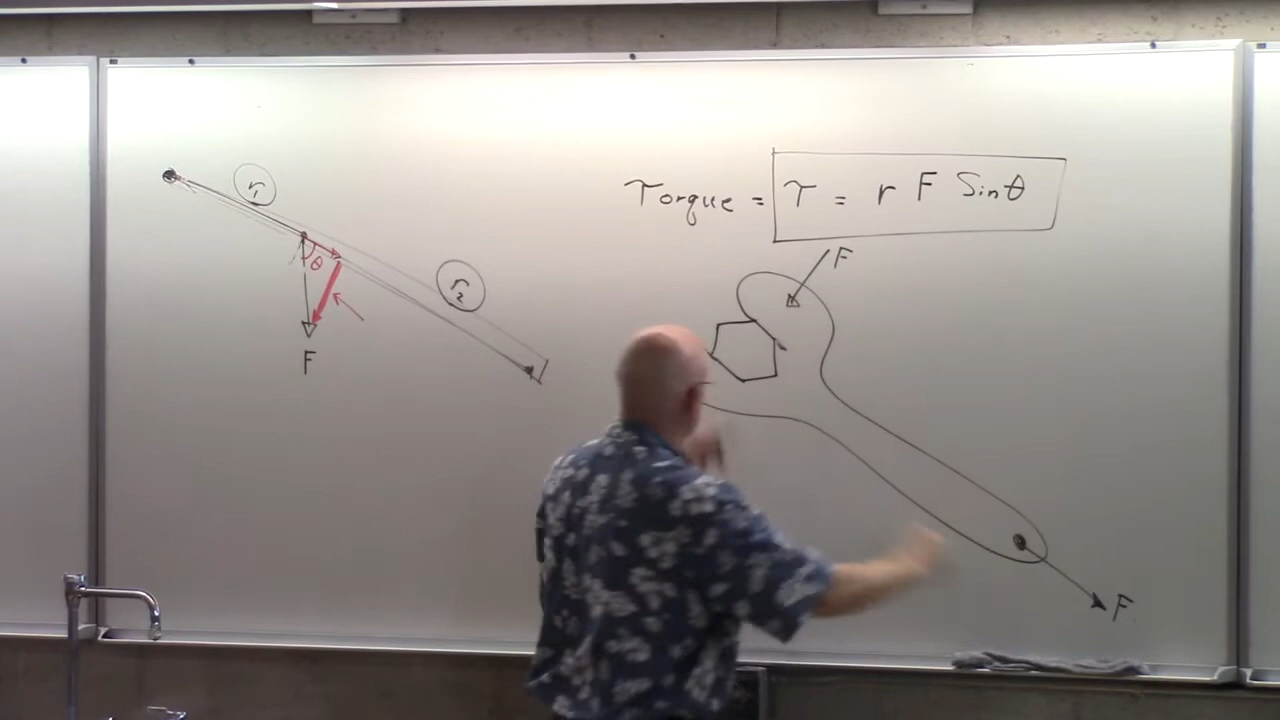 r₁
Torque = τ = r F Sinθ
F
θ
r₂
F
F